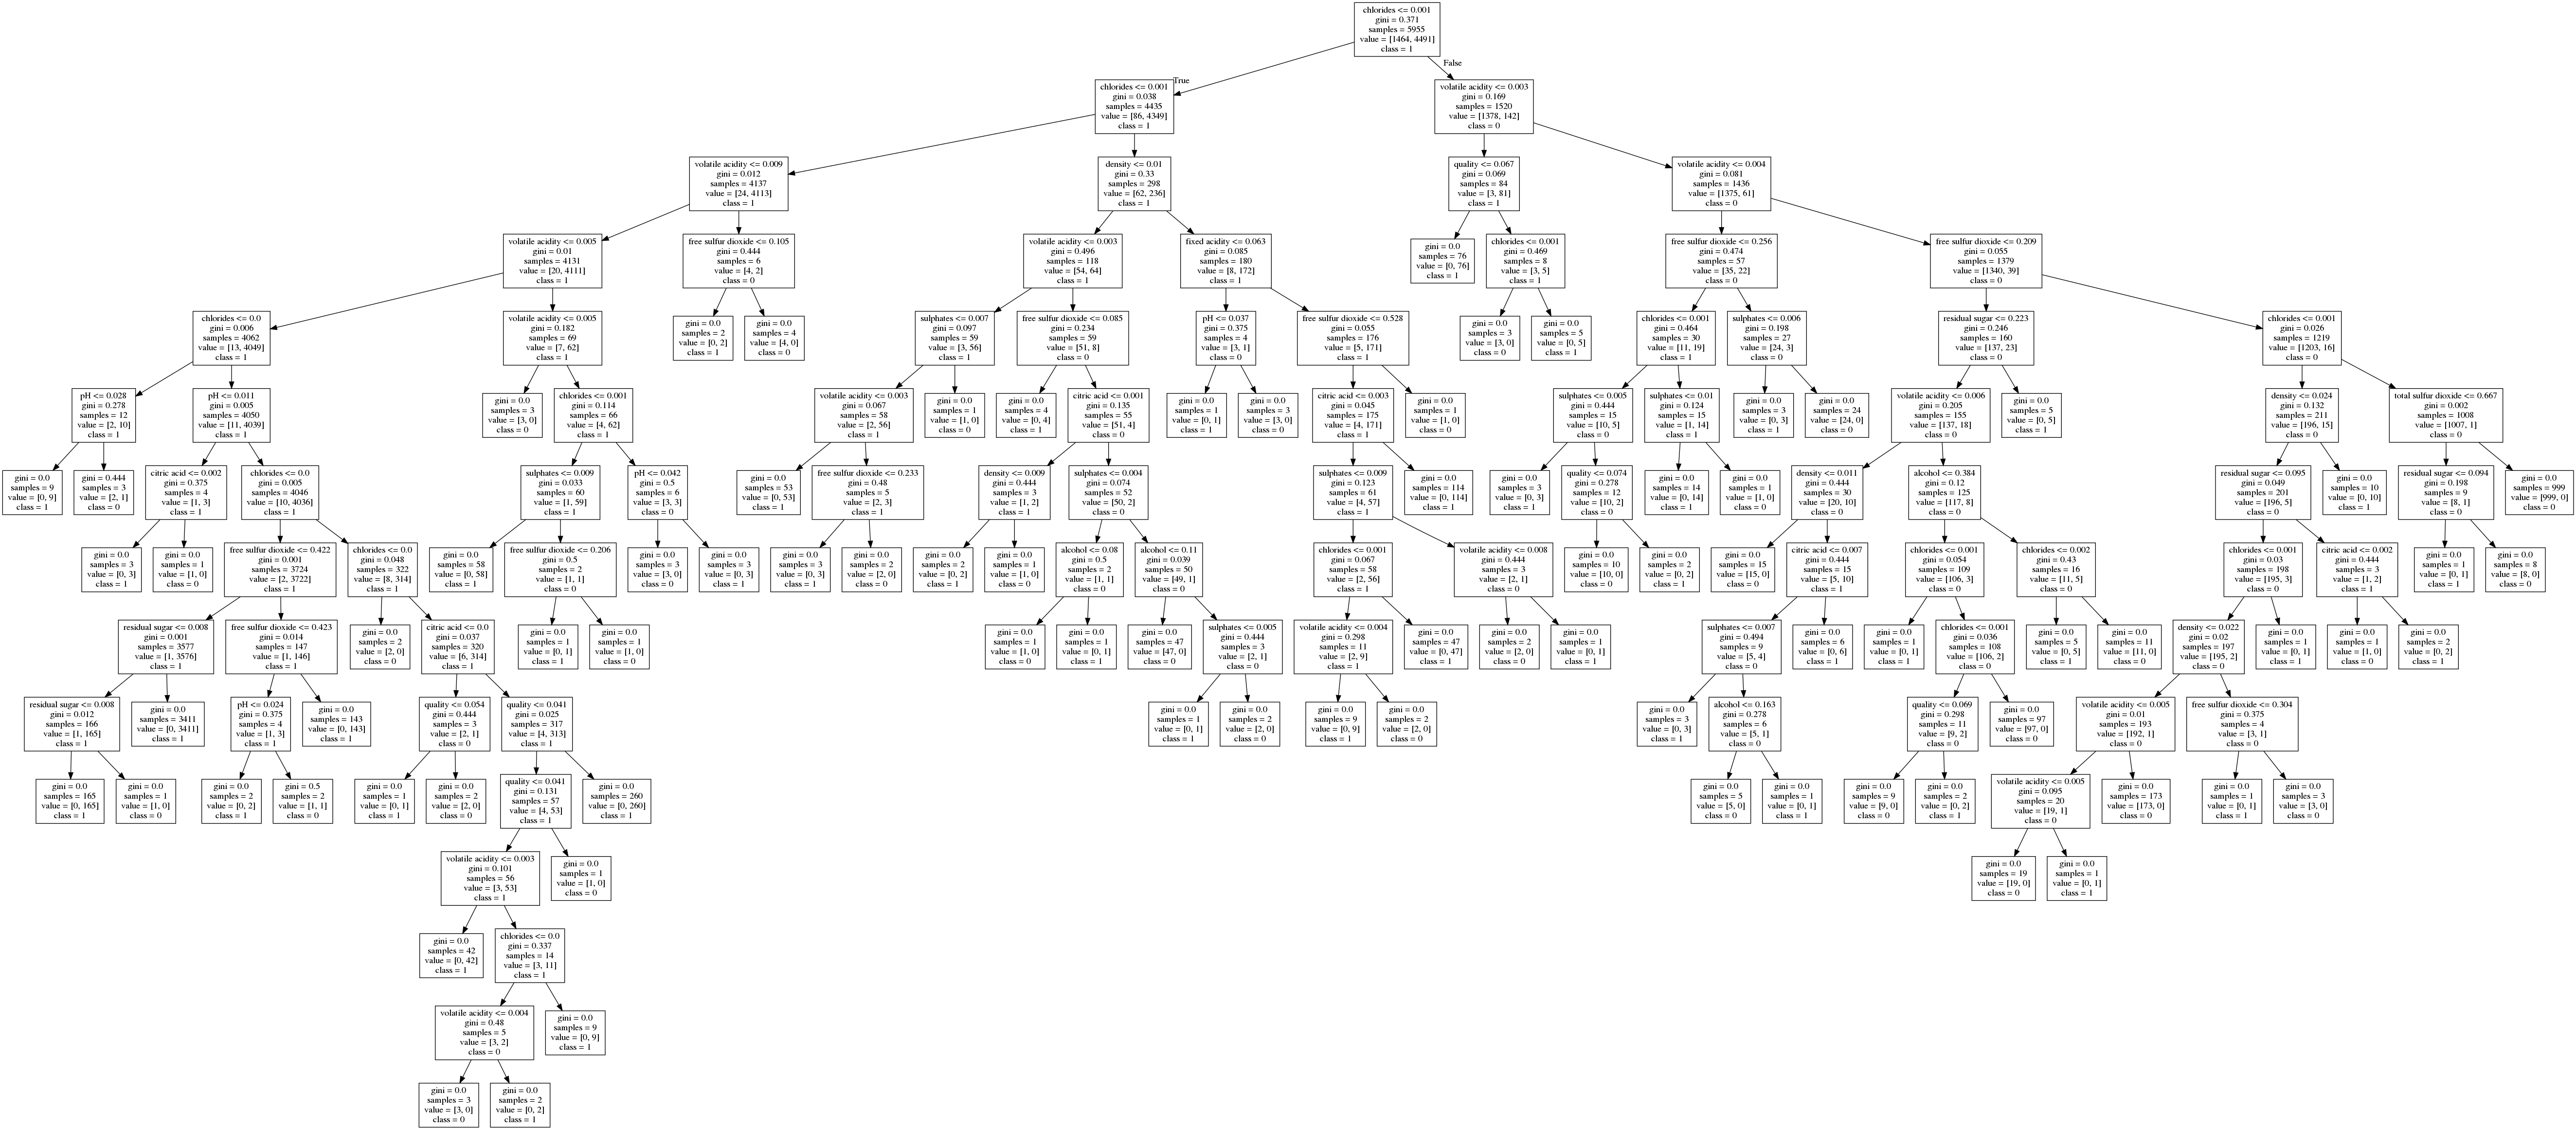 chlorides <= 0.001
gini = 0.371
samples = 5955
value = [1464, 4491]
class = 1
True
False
chlorides <= 0.001
gini = 0.038
samples = 4435
value = [86, 4349]
class = 1
volatile acidity <= 0.003
gini = 0.169
samples = 1520
value = [1378, 142]
class = 0
volatile acidity <= 0.009
gini = 0.012
samples = 4137
value = [24, 4113]
class = 1
density <= 0.01
gini = 0.33
samples = 298
value = [62, 236]
class = 1
quality <= 0.067
gini = 0.069
samples = 84
value = [3, 81]
class = 1
volatile acidity <= 0.004
gini = 0.081
samples = 1436
value = [1375, 61]
class = 0
volatile acidity <= 0.005
gini = 0.01
samples = 4131
value = [20, 4111]
class = 1
free sulfur dioxide <= 0.105
gini = 0.444
samples = 6
value = [4, 2]
class = 0
volatile acidity <= 0.003
gini = 0.496
samples = 118
value = [54, 64]
class = 1
fixed acidity <= 0.063
gini = 0.085
samples = 180
value = [8, 172]
class = 1
gini = 0.0
samples = 76
value = [0, 76]
class = 1
chlorides <= 0.001
gini = 0.469
samples = 8
value = [3, 5]
class = 1
free sulfur dioxide <= 0.256
gini = 0.474
samples = 57
value = [35, 22]
class = 0
free sulfur dioxide <= 0.209
gini = 0.055
samples = 1379
value = [1340, 39]
class = 0
chlorides <= 0.0
gini = 0.006
samples = 4062
value = [13, 4049]
class = 1
volatile acidity <= 0.005
gini = 0.182
samples = 69
value = [7, 62]
class = 1
gini = 0.0
samples = 2
value = [0, 2]
class = 1
gini = 0.0
samples = 4
value = [4, 0]
class = 0
sulphates <= 0.007
gini = 0.097
samples = 59
value = [3, 56]
class = 1
free sulfur dioxide <= 0.085
gini = 0.234
samples = 59
value = [51, 8]
class = 0
pH <= 0.037
gini = 0.375
samples = 4
value = [3, 1]
class = 0
free sulfur dioxide <= 0.528
gini = 0.055
samples = 176
value = [5, 171]
class = 1
gini = 0.0
samples = 3
value = [3, 0]
class = 0
gini = 0.0
samples = 5
value = [0, 5]
class = 1
chlorides <= 0.001
gini = 0.464
samples = 30
value = [11, 19]
class = 1
sulphates <= 0.006
gini = 0.198
samples = 27
value = [24, 3]
class = 0
residual sugar <= 0.223
gini = 0.246
samples = 160
value = [137, 23]
class = 0
chlorides <= 0.001
gini = 0.026
samples = 1219
value = [1203, 16]
class = 0
pH <= 0.028
gini = 0.278
samples = 12
value = [2, 10]
class = 1
pH <= 0.011
gini = 0.005
samples = 4050
value = [11, 4039]
class = 1
gini = 0.0
samples = 3
value = [3, 0]
class = 0
chlorides <= 0.001
gini = 0.114
samples = 66
value = [4, 62]
class = 1
volatile acidity <= 0.003
gini = 0.067
samples = 58
value = [2, 56]
class = 1
gini = 0.0
samples = 1
value = [1, 0]
class = 0
gini = 0.0
samples = 4
value = [0, 4]
class = 1
citric acid <= 0.001
gini = 0.135
samples = 55
value = [51, 4]
class = 0
gini = 0.0
samples = 1
value = [0, 1]
class = 1
gini = 0.0
samples = 3
value = [3, 0]
class = 0
citric acid <= 0.003
gini = 0.045
samples = 175
value = [4, 171]
class = 1
gini = 0.0
samples = 1
value = [1, 0]
class = 0
sulphates <= 0.005
gini = 0.444
samples = 15
value = [10, 5]
class = 0
sulphates <= 0.01
gini = 0.124
samples = 15
value = [1, 14]
class = 1
gini = 0.0
samples = 3
value = [0, 3]
class = 1
gini = 0.0
samples = 24
value = [24, 0]
class = 0
volatile acidity <= 0.006
gini = 0.205
samples = 155
value = [137, 18]
class = 0
gini = 0.0
samples = 5
value = [0, 5]
class = 1
density <= 0.024
gini = 0.132
samples = 211
value = [196, 15]
class = 0
total sulfur dioxide <= 0.667
gini = 0.002
samples = 1008
value = [1007, 1]
class = 0
gini = 0.0
samples = 9
value = [0, 9]
class = 1
gini = 0.444
samples = 3
value = [2, 1]
class = 0
citric acid <= 0.002
gini = 0.375
samples = 4
value = [1, 3]
class = 1
chlorides <= 0.0
gini = 0.005
samples = 4046
value = [10, 4036]
class = 1
sulphates <= 0.009
gini = 0.033
samples = 60
value = [1, 59]
class = 1
pH <= 0.042
gini = 0.5
samples = 6
value = [3, 3]
class = 0
gini = 0.0
samples = 53
value = [0, 53]
class = 1
free sulfur dioxide <= 0.233
gini = 0.48
samples = 5
value = [2, 3]
class = 1
density <= 0.009
gini = 0.444
samples = 3
value = [1, 2]
class = 1
sulphates <= 0.004
gini = 0.074
samples = 52
value = [50, 2]
class = 0
sulphates <= 0.009
gini = 0.123
samples = 61
value = [4, 57]
class = 1
gini = 0.0
samples = 114
value = [0, 114]
class = 1
gini = 0.0
samples = 3
value = [0, 3]
class = 1
quality <= 0.074
gini = 0.278
samples = 12
value = [10, 2]
class = 0
gini = 0.0
samples = 14
value = [0, 14]
class = 1
gini = 0.0
samples = 1
value = [1, 0]
class = 0
density <= 0.011
gini = 0.444
samples = 30
value = [20, 10]
class = 0
alcohol <= 0.384
gini = 0.12
samples = 125
value = [117, 8]
class = 0
residual sugar <= 0.095
gini = 0.049
samples = 201
value = [196, 5]
class = 0
gini = 0.0
samples = 10
value = [0, 10]
class = 1
residual sugar <= 0.094
gini = 0.198
samples = 9
value = [8, 1]
class = 0
gini = 0.0
samples = 999
value = [999, 0]
class = 0
gini = 0.0
samples = 3
value = [0, 3]
class = 1
gini = 0.0
samples = 1
value = [1, 0]
class = 0
free sulfur dioxide <= 0.422
gini = 0.001
samples = 3724
value = [2, 3722]
class = 1
chlorides <= 0.0
gini = 0.048
samples = 322
value = [8, 314]
class = 1
gini = 0.0
samples = 58
value = [0, 58]
class = 1
free sulfur dioxide <= 0.206
gini = 0.5
samples = 2
value = [1, 1]
class = 0
gini = 0.0
samples = 3
value = [3, 0]
class = 0
gini = 0.0
samples = 3
value = [0, 3]
class = 1
gini = 0.0
samples = 3
value = [0, 3]
class = 1
gini = 0.0
samples = 2
value = [2, 0]
class = 0
gini = 0.0
samples = 2
value = [0, 2]
class = 1
gini = 0.0
samples = 1
value = [1, 0]
class = 0
alcohol <= 0.08
gini = 0.5
samples = 2
value = [1, 1]
class = 0
alcohol <= 0.11
gini = 0.039
samples = 50
value = [49, 1]
class = 0
chlorides <= 0.001
gini = 0.067
samples = 58
value = [2, 56]
class = 1
volatile acidity <= 0.008
gini = 0.444
samples = 3
value = [2, 1]
class = 0
gini = 0.0
samples = 10
value = [10, 0]
class = 0
gini = 0.0
samples = 2
value = [0, 2]
class = 1
gini = 0.0
samples = 15
value = [15, 0]
class = 0
citric acid <= 0.007
gini = 0.444
samples = 15
value = [5, 10]
class = 1
chlorides <= 0.001
gini = 0.054
samples = 109
value = [106, 3]
class = 0
chlorides <= 0.002
gini = 0.43
samples = 16
value = [11, 5]
class = 0
chlorides <= 0.001
gini = 0.03
samples = 198
value = [195, 3]
class = 0
citric acid <= 0.002
gini = 0.444
samples = 3
value = [1, 2]
class = 1
gini = 0.0
samples = 1
value = [0, 1]
class = 1
gini = 0.0
samples = 8
value = [8, 0]
class = 0
residual sugar <= 0.008
gini = 0.001
samples = 3577
value = [1, 3576]
class = 1
free sulfur dioxide <= 0.423
gini = 0.014
samples = 147
value = [1, 146]
class = 1
gini = 0.0
samples = 2
value = [2, 0]
class = 0
citric acid <= 0.0
gini = 0.037
samples = 320
value = [6, 314]
class = 1
gini = 0.0
samples = 1
value = [0, 1]
class = 1
gini = 0.0
samples = 1
value = [1, 0]
class = 0
gini = 0.0
samples = 1
value = [1, 0]
class = 0
gini = 0.0
samples = 1
value = [0, 1]
class = 1
gini = 0.0
samples = 47
value = [47, 0]
class = 0
sulphates <= 0.005
gini = 0.444
samples = 3
value = [2, 1]
class = 0
volatile acidity <= 0.004
gini = 0.298
samples = 11
value = [2, 9]
class = 1
gini = 0.0
samples = 47
value = [0, 47]
class = 1
gini = 0.0
samples = 2
value = [2, 0]
class = 0
gini = 0.0
samples = 1
value = [0, 1]
class = 1
sulphates <= 0.007
gini = 0.494
samples = 9
value = [5, 4]
class = 0
gini = 0.0
samples = 6
value = [0, 6]
class = 1
gini = 0.0
samples = 1
value = [0, 1]
class = 1
chlorides <= 0.001
gini = 0.036
samples = 108
value = [106, 2]
class = 0
gini = 0.0
samples = 5
value = [0, 5]
class = 1
gini = 0.0
samples = 11
value = [11, 0]
class = 0
density <= 0.022
gini = 0.02
samples = 197
value = [195, 2]
class = 0
gini = 0.0
samples = 1
value = [0, 1]
class = 1
gini = 0.0
samples = 1
value = [1, 0]
class = 0
gini = 0.0
samples = 2
value = [0, 2]
class = 1
residual sugar <= 0.008
gini = 0.012
samples = 166
value = [1, 165]
class = 1
gini = 0.0
samples = 3411
value = [0, 3411]
class = 1
pH <= 0.024
gini = 0.375
samples = 4
value = [1, 3]
class = 1
gini = 0.0
samples = 143
value = [0, 143]
class = 1
quality <= 0.054
gini = 0.444
samples = 3
value = [2, 1]
class = 0
quality <= 0.041
gini = 0.025
samples = 317
value = [4, 313]
class = 1
gini = 0.0
samples = 1
value = [0, 1]
class = 1
gini = 0.0
samples = 2
value = [2, 0]
class = 0
gini = 0.0
samples = 9
value = [0, 9]
class = 1
gini = 0.0
samples = 2
value = [2, 0]
class = 0
gini = 0.0
samples = 3
value = [0, 3]
class = 1
alcohol <= 0.163
gini = 0.278
samples = 6
value = [5, 1]
class = 0
quality <= 0.069
gini = 0.298
samples = 11
value = [9, 2]
class = 0
gini = 0.0
samples = 97
value = [97, 0]
class = 0
volatile acidity <= 0.005
gini = 0.01
samples = 193
value = [192, 1]
class = 0
free sulfur dioxide <= 0.304
gini = 0.375
samples = 4
value = [3, 1]
class = 0
gini = 0.0
samples = 165
value = [0, 165]
class = 1
gini = 0.0
samples = 1
value = [1, 0]
class = 0
gini = 0.0
samples = 2
value = [0, 2]
class = 1
gini = 0.5
samples = 2
value = [1, 1]
class = 0
gini = 0.0
samples = 1
value = [0, 1]
class = 1
gini = 0.0
samples = 2
value = [2, 0]
class = 0
quality <= 0.041
gini = 0.131
samples = 57
value = [4, 53]
class = 1
gini = 0.0
samples = 260
value = [0, 260]
class = 1
gini = 0.0
samples = 5
value = [5, 0]
class = 0
gini = 0.0
samples = 1
value = [0, 1]
class = 1
gini = 0.0
samples = 9
value = [9, 0]
class = 0
gini = 0.0
samples = 2
value = [0, 2]
class = 1
volatile acidity <= 0.005
gini = 0.095
samples = 20
value = [19, 1]
class = 0
gini = 0.0
samples = 173
value = [173, 0]
class = 0
gini = 0.0
samples = 1
value = [0, 1]
class = 1
gini = 0.0
samples = 3
value = [3, 0]
class = 0
volatile acidity <= 0.003
gini = 0.101
samples = 56
value = [3, 53]
class = 1
gini = 0.0
samples = 1
value = [1, 0]
class = 0
gini = 0.0
samples = 19
value = [19, 0]
class = 0
gini = 0.0
samples = 1
value = [0, 1]
class = 1
gini = 0.0
samples = 42
value = [0, 42]
class = 1
chlorides <= 0.0
gini = 0.337
samples = 14
value = [3, 11]
class = 1
volatile acidity <= 0.004
gini = 0.48
samples = 5
value = [3, 2]
class = 0
gini = 0.0
samples = 9
value = [0, 9]
class = 1
gini = 0.0
samples = 3
value = [3, 0]
class = 0
gini = 0.0
samples = 2
value = [0, 2]
class = 1